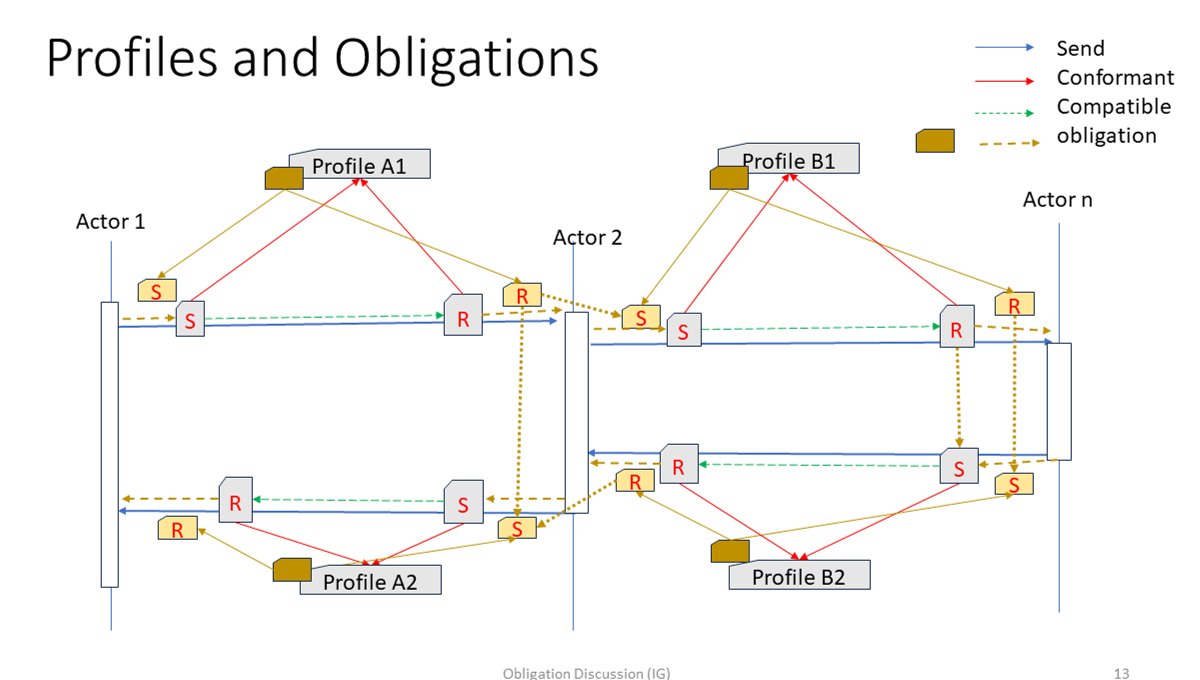 Profiles and Obligations
Send
Conformant
Compatible
obligation
Profile A1
Profile B1
Actor 1
Actor 2
Actor n
S
S
R
R
S
S
R
R
R
R
S
S
R
R
S
S
Profile A2
Profile B2
Obligation Discussion (IG)
13